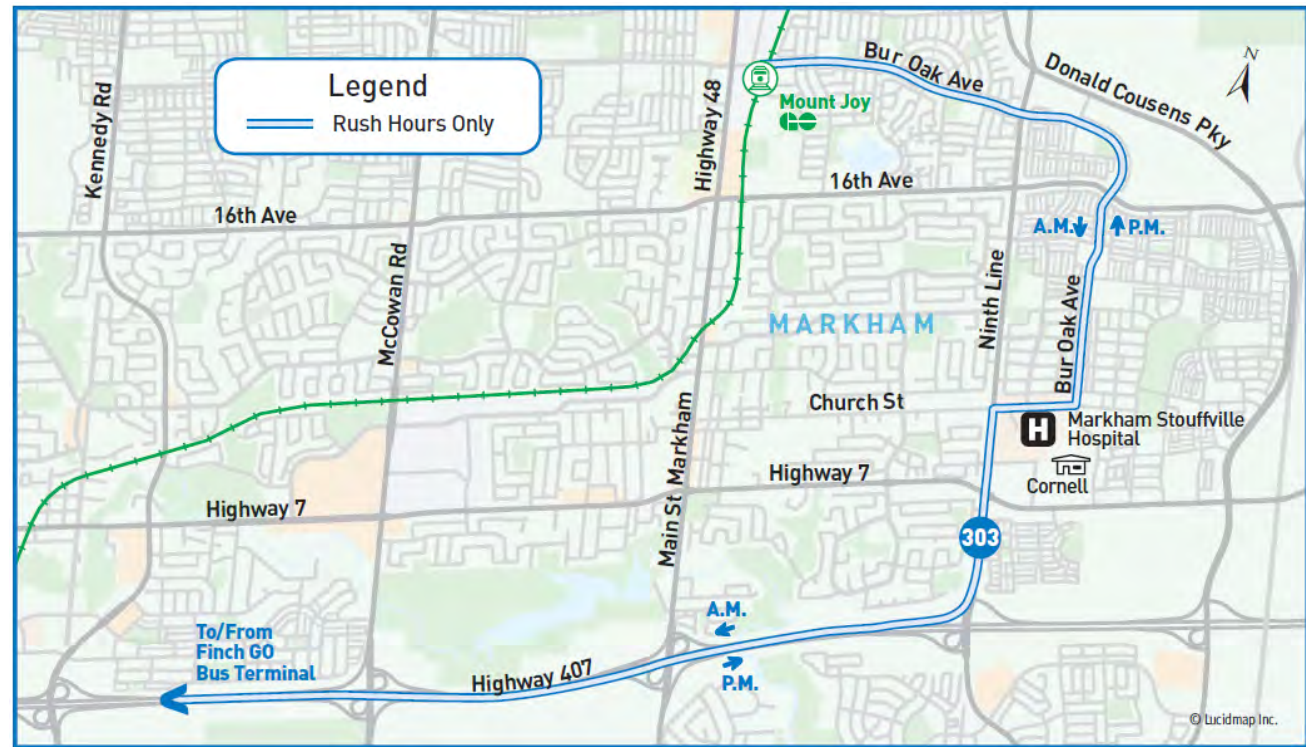 Legend
Rush Hours Only
Kennedy Rd
16th Ave
McCowan Rd
Highway 48
Mount Joy
GO
Bur Oak Ave
Donald Cousens Pky
N
16th Ave
A.M.
P.M.
Ninth Line
Bur Oak Ave
MARKHAM
Church St
H
Markham Stouffville
Hospital
Cornell
Main St Markham
Highway 7
Highway 7
303
A.M.
P.M.
To/From
Finch GO
Bus Terminal
Highway 407
© Lucidmap Inc.